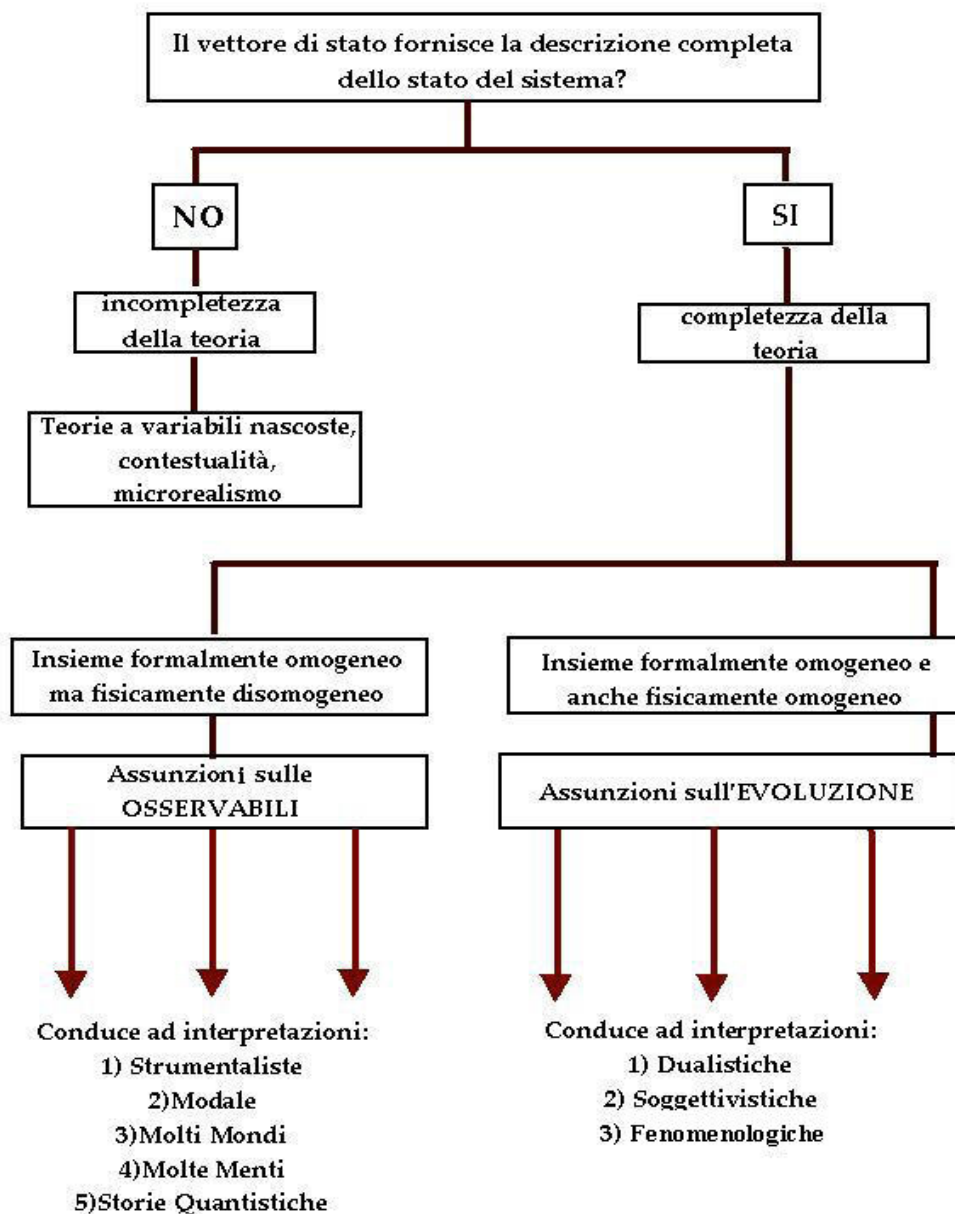 Il vettore di stato fornisce la descrizione completa
dello stato del sistema?
NO
SI
incompletezza
della teoria
completezza della
teoria
Teorie a variabili nascoste,
contestualità,
microrealismo
Insieme formalmente omogeneo
ma fisicamente disomogeneo
Insieme formalmente omogeneo e
anche fisicamente omogeneo
Assunzioni sulle
OSSERVABILI
Assunzioni sull'EVOLUZIONE
Conduce ad interpretazioni:
1) Strumentaliste
2)Modale
3)Molti Mondi
4)Molte Menti
5)Storie Quantistiche
Conduce ad interpretazioni:
1) Dualistiche
2) Soggettivistiche
3) Fenomenologiche